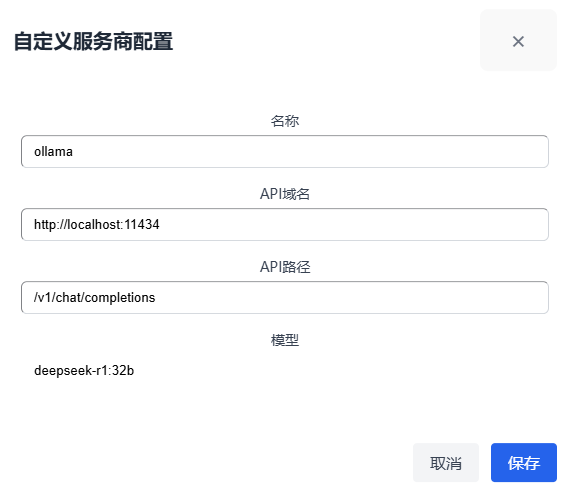 自定义服务商配置
×
名称
ollama
API域名
http://localhost:11434
API路径
/v1/chat/completions
模型
deepseek-r1:32b
取消
保存